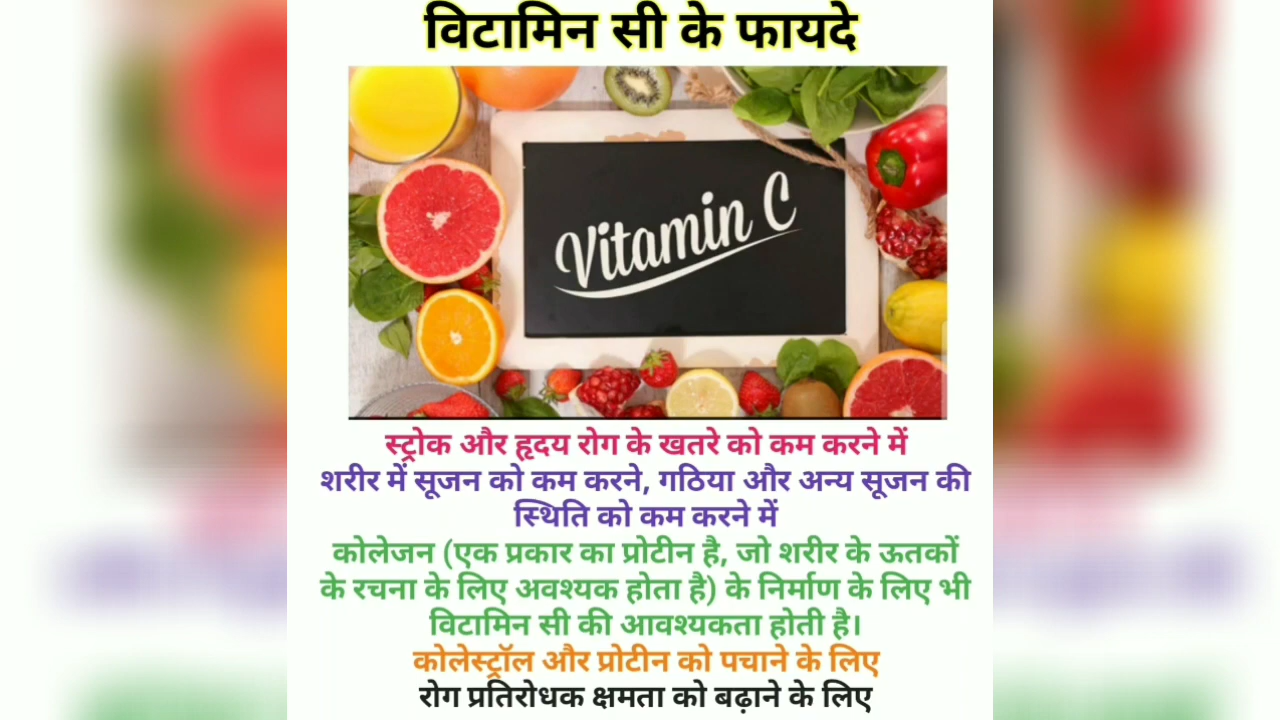 विटामिन सी के फायदे
Vitamin C
स्ट्रोक और हृदय रोग के खतरे को कम करने में
शरीर में सूजन को कम करने, गठिया और अन्य सूजन की
स्थिति को कम करने में
कोलेजन (एक प्रकार का प्रोटीन है, जो शरीर के ऊतकों
के रचना के लिए अवश्यक होता है) के निर्माण के लिए भी
विटामिन सी की आवश्यकता होती है।
कोलेस्ट्रॉल और प्रोटीन को पचाने के लिए
रोग प्रतिरोधक क्षमता को बढ़ाने के लिए